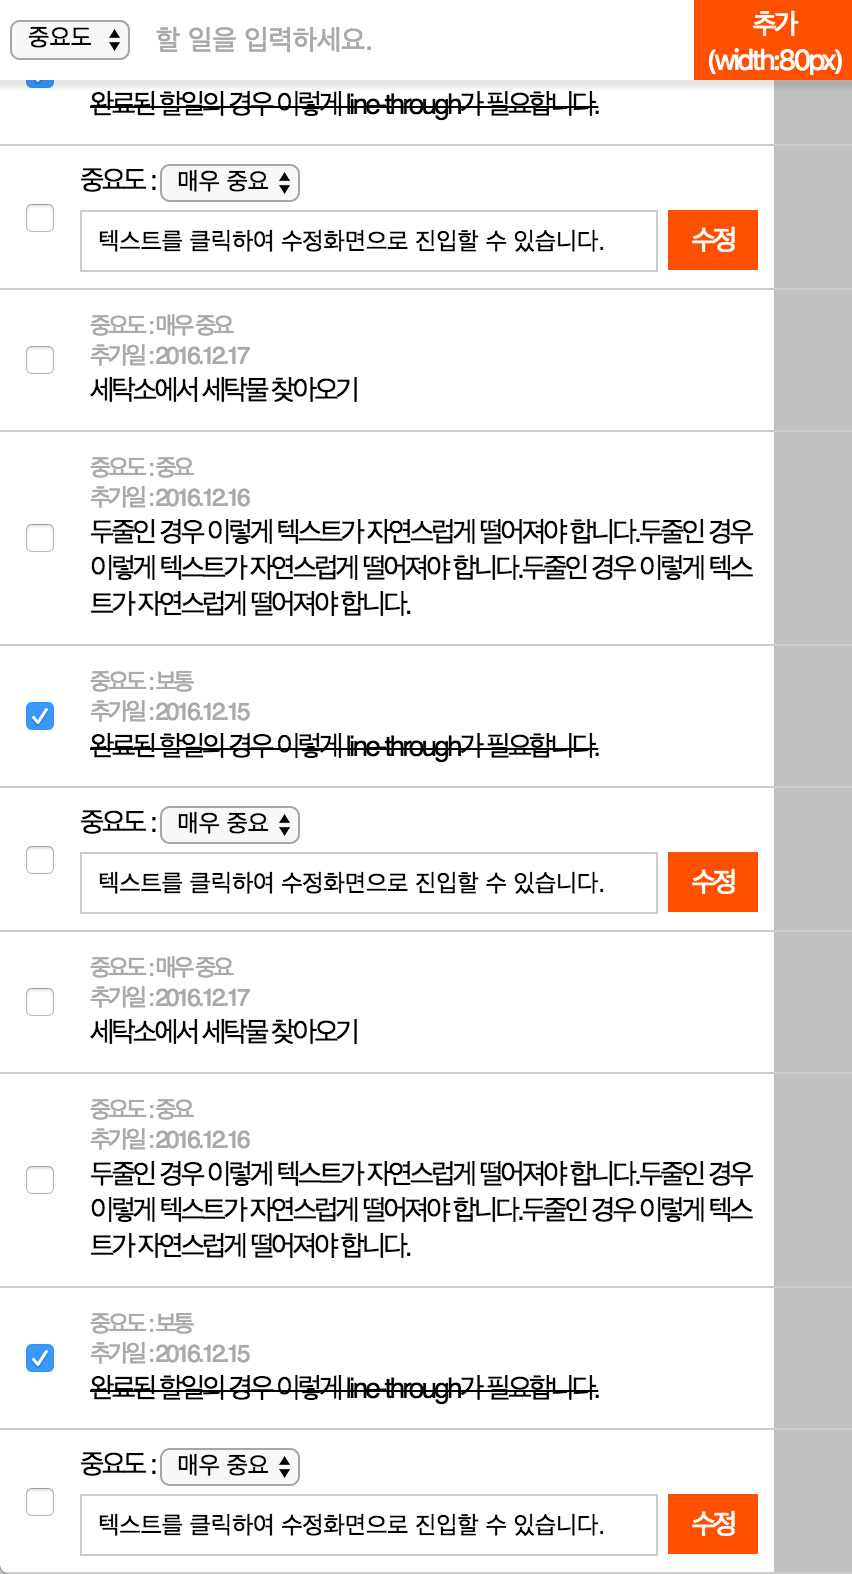 중요도 할 일을 입력하세요. 추가
(width:80px)
완료된 할일의 경우 이렇게 line-through가 필요합니다.
중요도 : 매우 중요
텍스트를 클릭하여 수정화면으로 진입할 수 있습니다. 수정
중요도 : 매우 중요
추가일 : 2016.12.17
세탁소에서 세탁물 찾아오기
중요도 : 중요
추가일 : 2016.12.16
두줄인 경우 이렇게 텍스트가 자연스럽게 떨어져야 합니다.두줄인 경우
이렇게 텍스트가 자연스럽게 떨어져야 합니다.두줄인 경우 이렇게 텍스
트가 자연스럽게 떨어져야 합니다.
중요도 : 보통
추가일 : 2016.12.15
완료된 할일의 경우 이렇게 line-through가 필요합니다.
중요도 : 매우 중요
텍스트를 클릭하여 수정화면으로 진입할 수 있습니다. 수정
중요도 : 매우 중요
추가일 : 2016.12.17
세탁소에서 세탁물 찾아오기
중요도 : 중요
추가일 : 2016.12.16
두줄인 경우 이렇게 텍스트가 자연스럽게 떨어져야 합니다.두줄인 경우
이렇게 텍스트가 자연스럽게 떨어져야 합니다.두줄인 경우 이렇게 텍스
트가 자연스럽게 떨어져야 합니다.
중요도 : 보통
추가일 : 2016.12.15
완료된 할일의 경우 이렇게 line-through가 필요합니다.
중요도 : 매우 중요
텍스트를 클릭하여 수정화면으로 진입할 수 있습니다. 수정